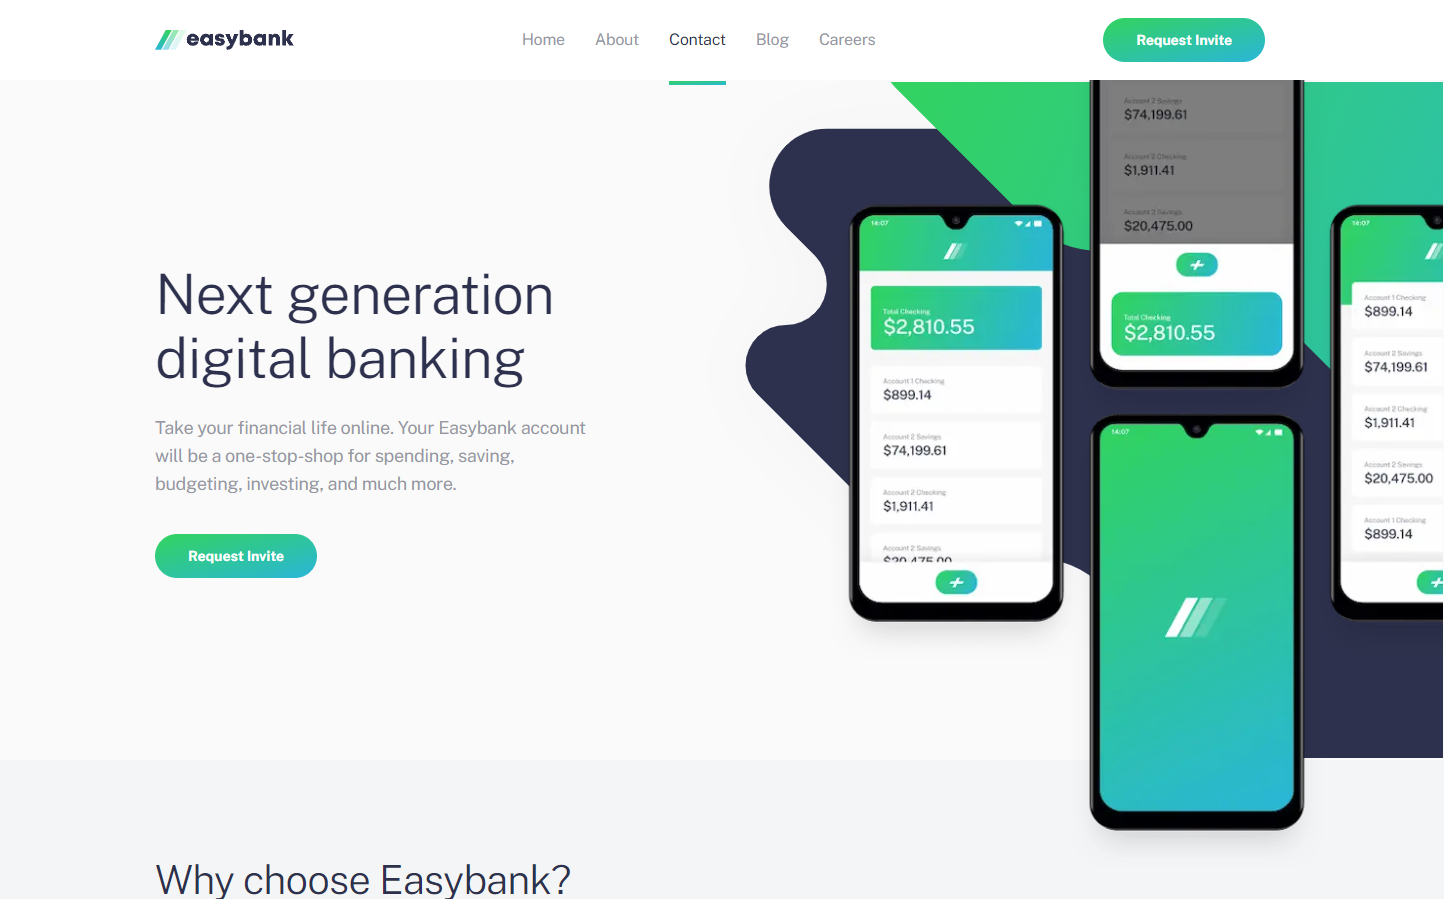 easybank
Home
About
Contact
Blog
Careers
Request Invite
Next generation
digital banking
Take your financial life online. Your Easybank account
will be a one-stop-shop for spending, saving,
budgeting, investing, and much more.
Request Invite
14:07
Total Checking
$2,810.55
Account 1 Checking
$899.14
Account 2 Savings
$74,199.61
Account 2 Checking
$1,911.41
Account 2 Savings
$20,475.00
Account 2 Savings
$74,199.61
Account 2 Checking
$1,911.41
Account 2 Savings
$20,475.00
Total Checking
$2,810.55
14:07
14:07
Account 1 Checking
$899.14
Account 2 Savings
$74,199.61
Account 2 Checking
$1,911.41
Account 2 Savings
$20,475.00
Account 1 Checking
$899.14
Why choose Easybank?